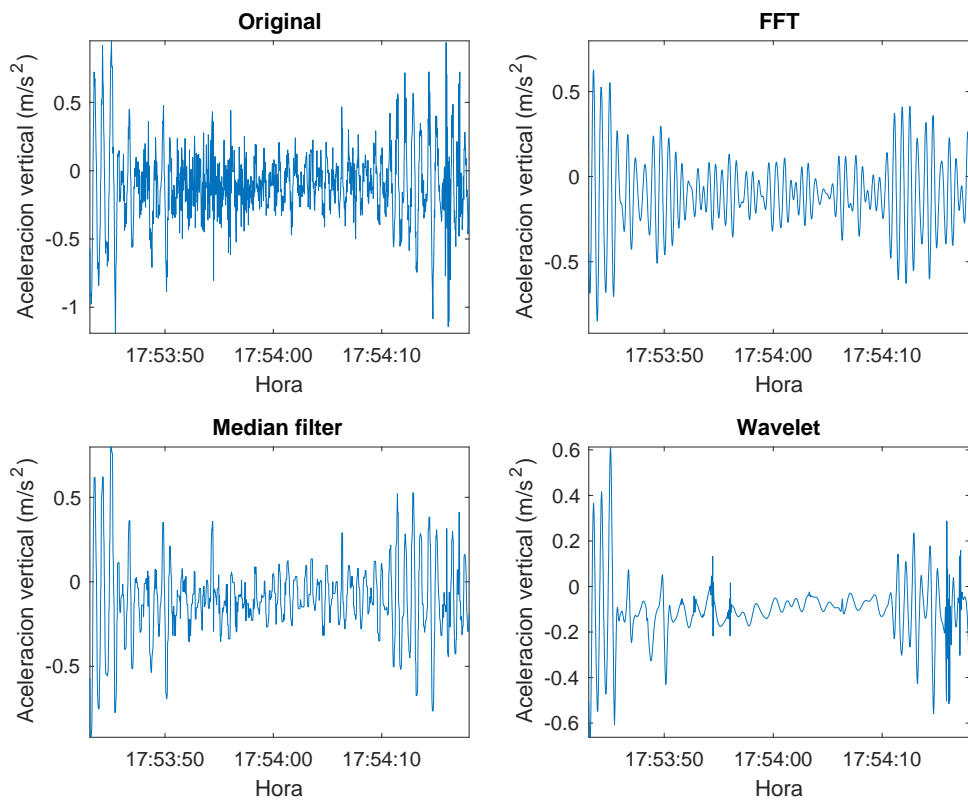 Original
Aceleracion vertical (m/s²)
0.5
0
-0.5
-1
17:53:50 17:54:00 17:54:10
Hora
FFT
Aceleracion vertical (m/s²)
0.5
0
-0.5
17:53:50 17:54:00 17:54:10
Hora
Median filter
Aceleracion vertical (m/s²)
0.5
0
-0.5
17:53:50 17:54:00 17:54:10
Hora
Wavelet
Aceleracion vertical (m/s²)
0.6
0.4
0.2
0
-0.2
-0.4
-0.6
17:53:50 17:54:00 17:54:10
Hora